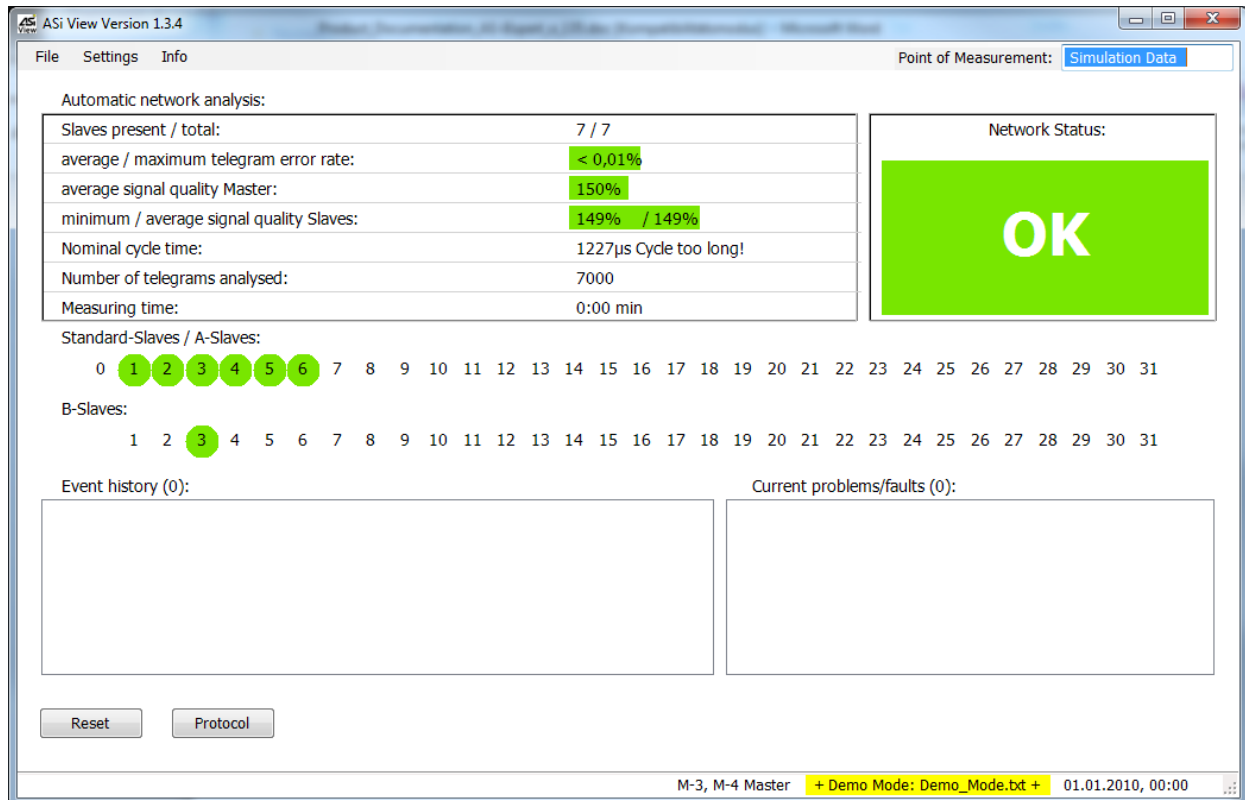 ASi View Version 1.3.4
File Settings Info Point of Measurement: Simulation Data
Automatic network analysis:
Slaves present / total: 7 / 7
average / maximum telegram error rate: < 0,01%
average signal quality Master: 150%
minimum / average signal quality Slaves: 149% / 149%
Nominal cycle time: 1227µs Cycle too long!
Number of telegrams analysed: 7000
Measuring time: 0:00 min
Network Status:
OK
Standard-Slaves / A-Slaves:
0 1 2 3 4 5 6 7 8 9 10 11 12 13 14 15 16 17 18 19 20 21 22 23 24 25 26 27 28 29 30 31
B-Slaves:
1 2 3 4 5 6 7 8 9 10 11 12 13 14 15 16 17 18 19 20 21 22 23 24 25 26 27 28 29 30 31
Event history (0): Current problems/faults (0):
Reset Protocol
M-3, M-4 Master + Demo Mode: Demo_Mode.txt + 01.01.2010, 00:00